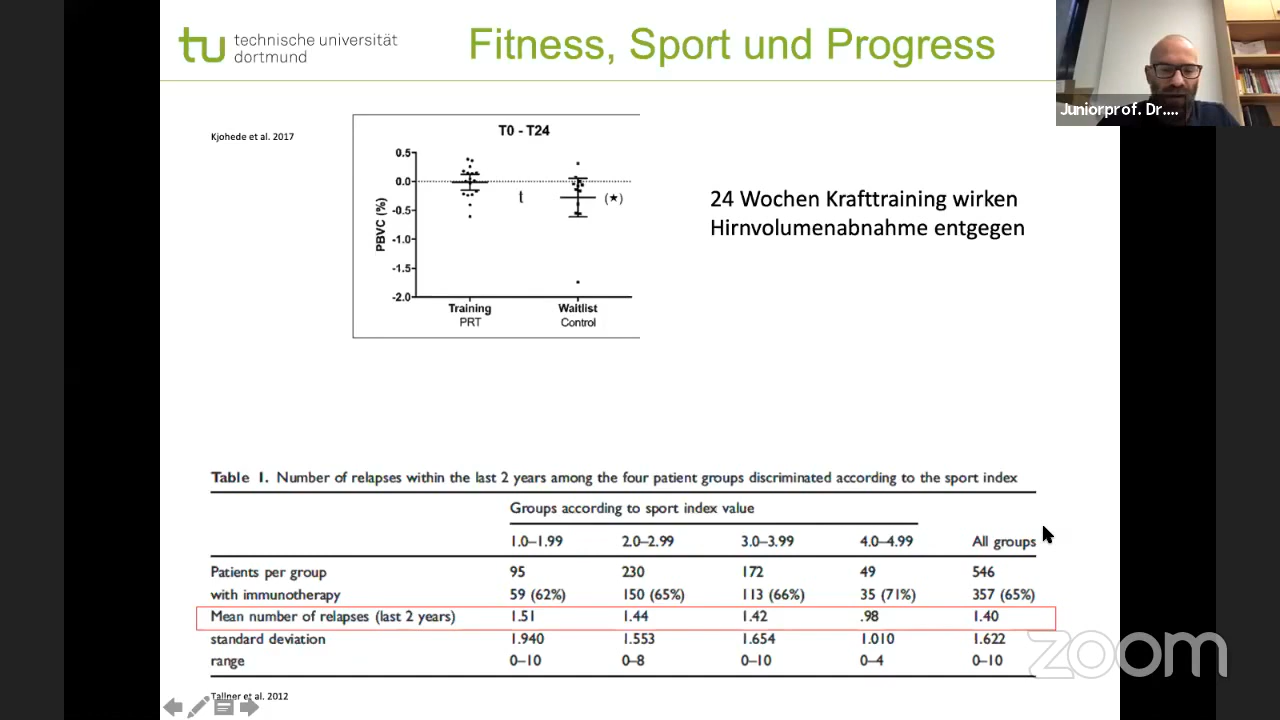 tu technische universität
dortmund
Fitness, Sport und Progress
Juniorprof. Dr....
Kjohede et al. 2017
T0 - T24
0.5
0.0
-0.5
-1.0
-1.5
-2.0
PBVC (%)
t
(★)
Training
PRT
Waitlist
Control
24 Wochen Krafttraining wirken
Hirnvolumenabnahme entgegen
Table 1. Number of relapses within the last 2 years among the four patient groups discriminated according to the sport index
Groups according to sport index value
1.0–1.99 2.0–2.99 3.0–3.99 4.0–4.99 All groups
Patients per group 95 230 172 49 546
with immunotherapy 59 (62%) 150 (65%) 113 (66%) 35 (71%) 357 (65%)
Mean number of relapses (last 2 years) 1.51 1.44 1.42 .98 1.40
standard deviation 1.940 1.553 1.654 1.010 1.622
range 0–10 0–8 0–10 0–4 0–10
zoom
Tallner et al. 2012